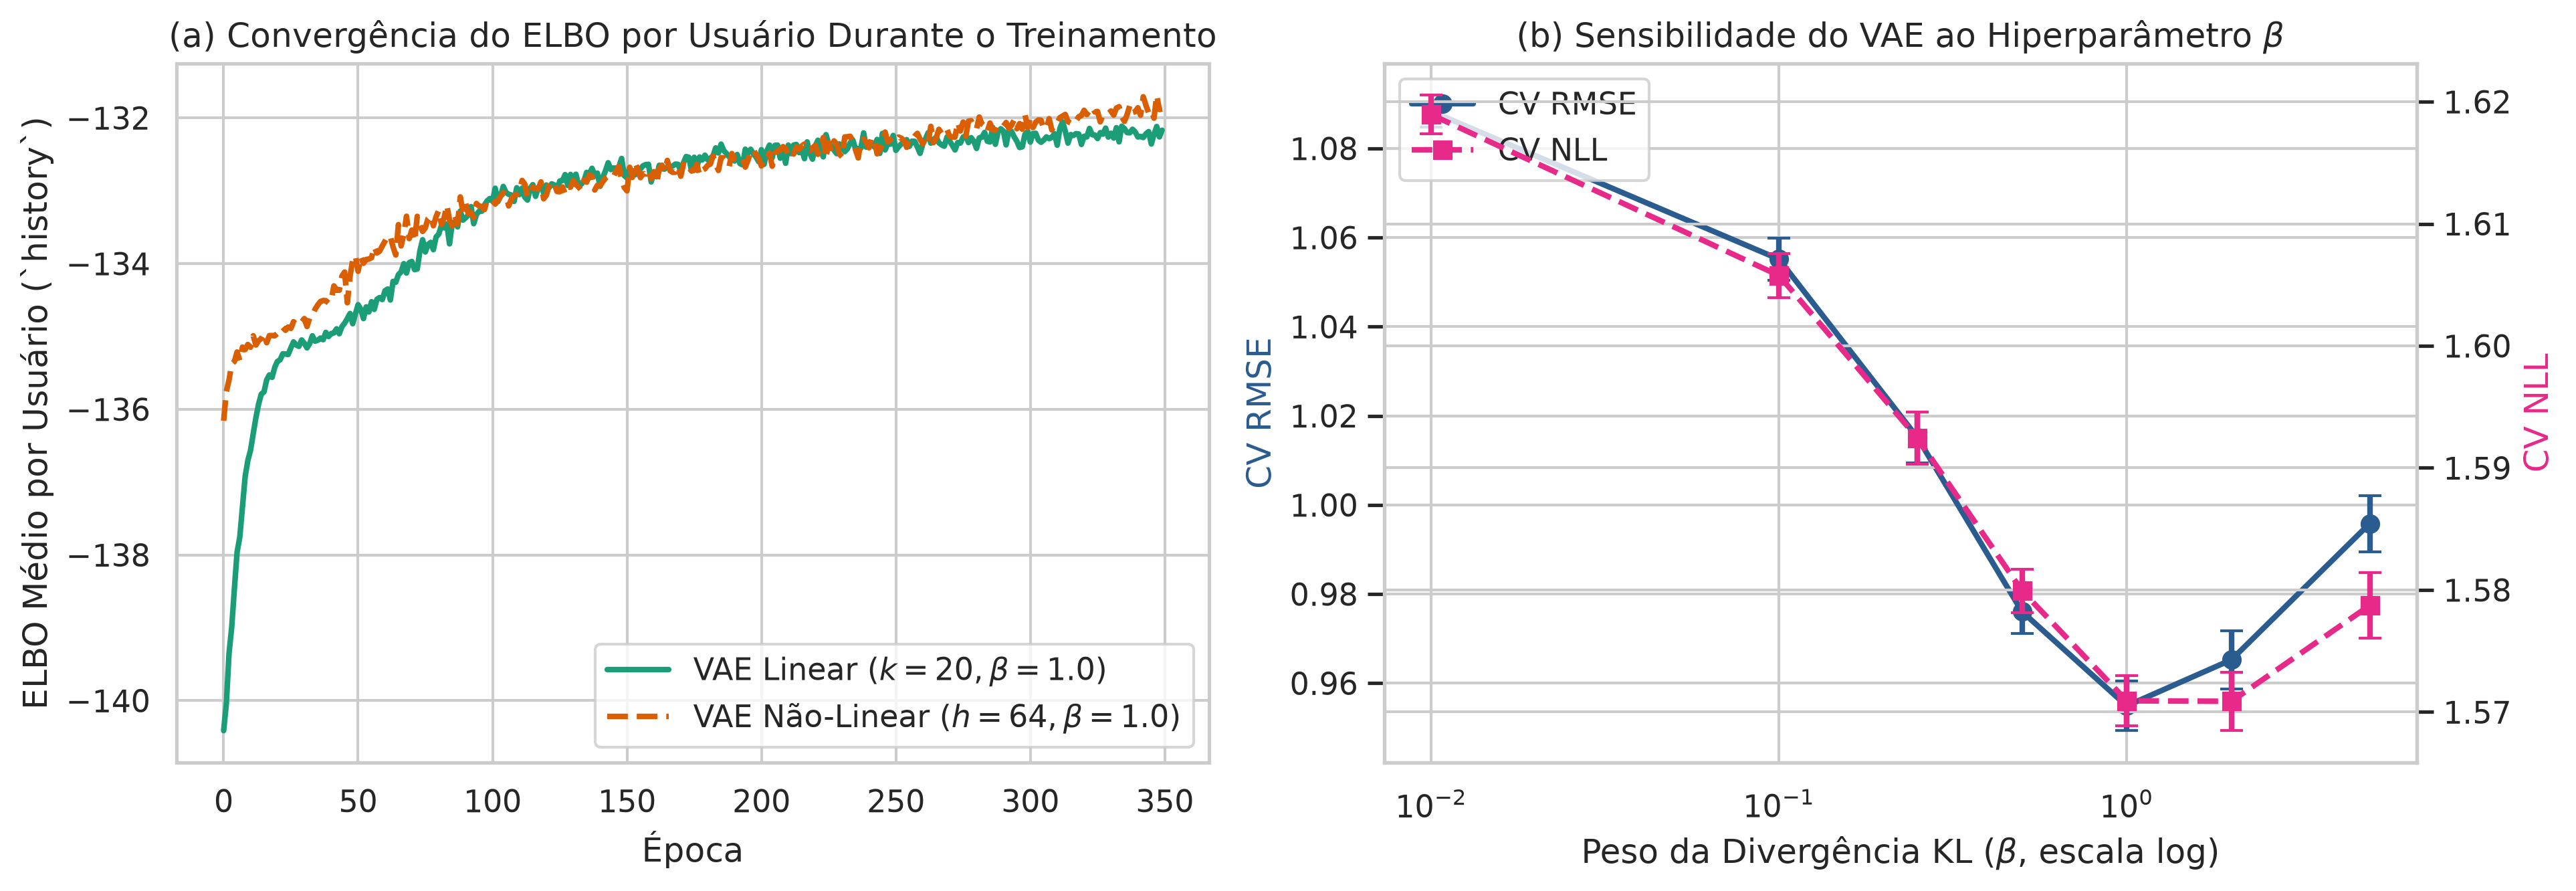 (a) Convergência do ELBO por Usuário Durante o Treinamento
ELBO Médio por Usuário (`history`)
−132
−134
−136
−138
−140
VAE Linear (k = 20, β = 1.0)
VAE Não-Linear (h = 64, β = 1.0)
0 50 100 150 200 250 300 350
Época
(b) Sensibilidade do VAE ao Hiperparâmetro β
CV RMSE
1.08
1.06
1.04
1.02
1.00
0.98
0.96
CV RMSE
CV NLL
1.62
1.61
1.60
1.59
1.58
1.57
CV NLL
10⁻² 10⁻¹ 10⁰
Peso da Divergência KL (β, escala log)